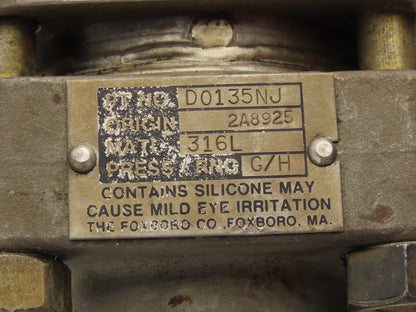 PT. NO. D0135NJ
ORIGIN 2A8925
MATL. 316L
PRESS / RNG G/H
CONTAINS SILICONE MAY
CAUSE MILD EYE IRRITATION
THE FOXBORO CO., FOXBORO, MA.